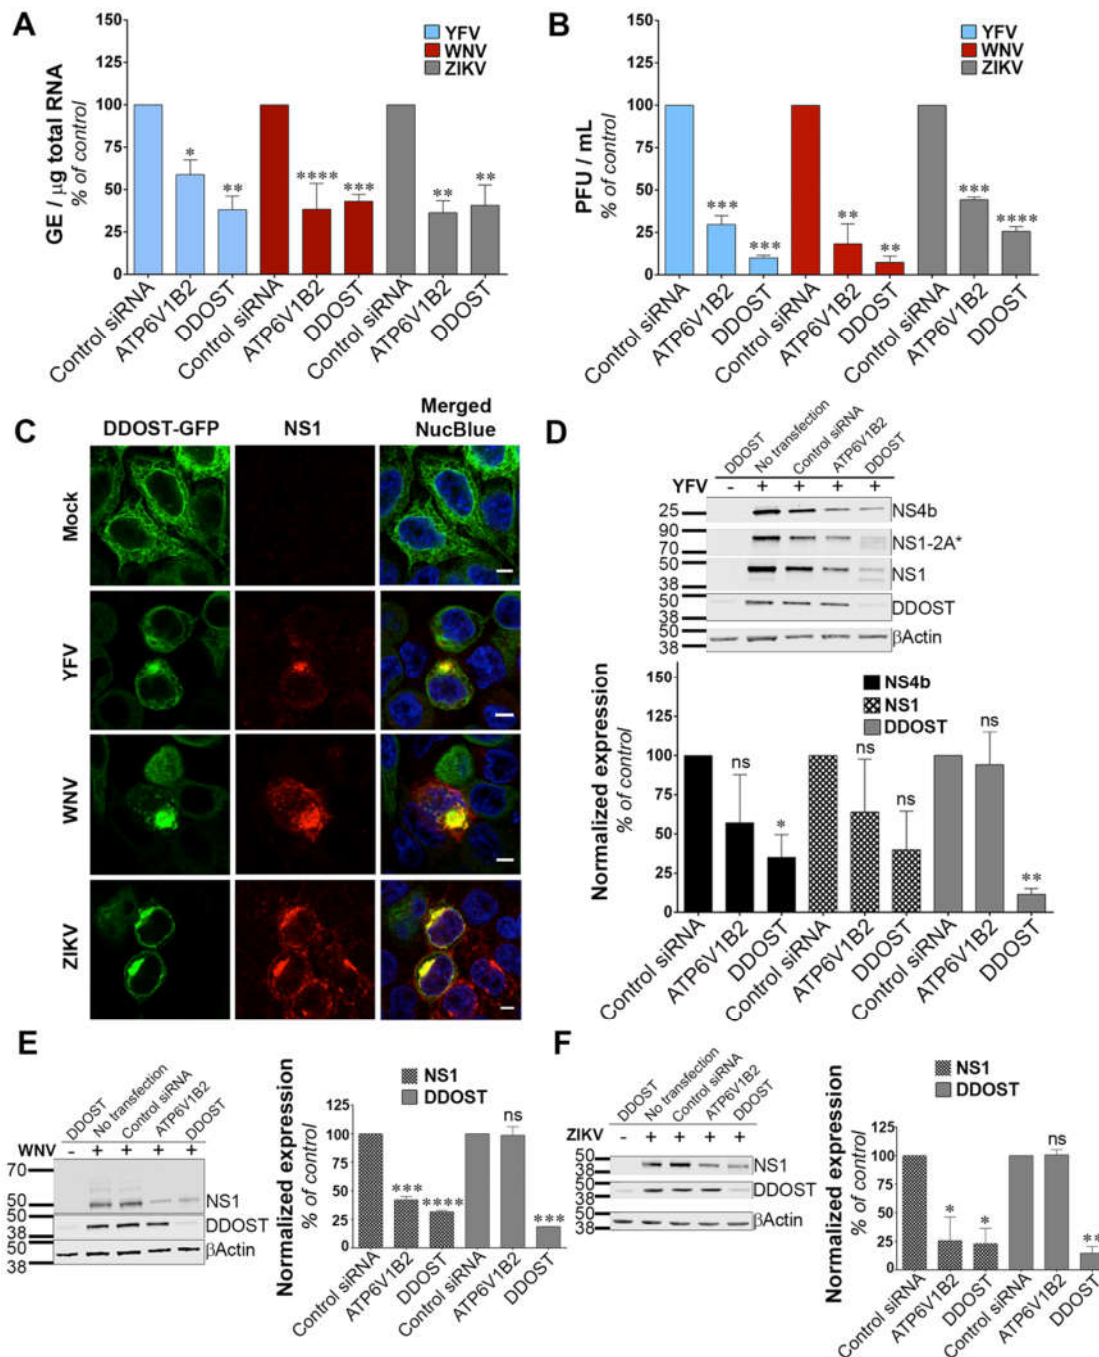 A
GE / µg total RNA
% of control
150
100
75
50
25
0
YFV
WNV
ZIKV
*
**
****
***
**
**
Control siRNA
ATP6V1B2
DDOST
Control siRNA
ATP6V1B2
DDOST
Control siRNA
ATP6V1B2
DDOST
B
PFU / mL
% of control
150
100
75
50
25
0
YFV
WNV
ZIKV
***
***
**
**
***
****
Control siRNA
ATP6V1B2
DDOST
Control siRNA
ATP6V1B2
DDOST
Control siRNA
ATP6V1B2
DDOST
C
DDOST-GFP
NS1
Merged
NucBlue
Mock
YFV
WNV
ZIKV
D
DDOST
No transfection
Control siRNA
ATP6V1B2
DDOST
YFV - + + + +
25 NS4b
90
70 NS1-2A*
50
38 NS1
50
38 DDOST
50
38 βActin
Normalized expression
% of control
150
125
100
75
50
25
0
NS4b
NS1
DDOST
ns
*
ns
ns
ns
**
Control siRNA
ATP6V1B2
DDOST
Control siRNA
ATP6V1B2
DDOST
Control siRNA
ATP6V1B2
DDOST
E
DDOST
No transfection
Control siRNA
ATP6V1B2
DDOST
WNV - + + + +
70
50 NS1
50
38 DDOST
50
38 βActin
Normalized expression
% of control
125
100
75
50
25
0
NS1
DDOST
***
****
ns
***
Control siRNA
ATP6V1B2
DDOST
Control siRNA
ATP6V1B2
DDOST
F
DDOST
No transfection
Control siRNA
ATP6V1B2
DDOST
ZIKV - + + + +
50
38 NS1
50
38 DDOST
50
38 βActin
Normalized expression
% of control
125
100
75
50
25
0
NS1
DDOST
*
*
ns
**
Control siRNA
ATP6V1B2
DDOST
Control siRNA
ATP6V1B2
DDOST